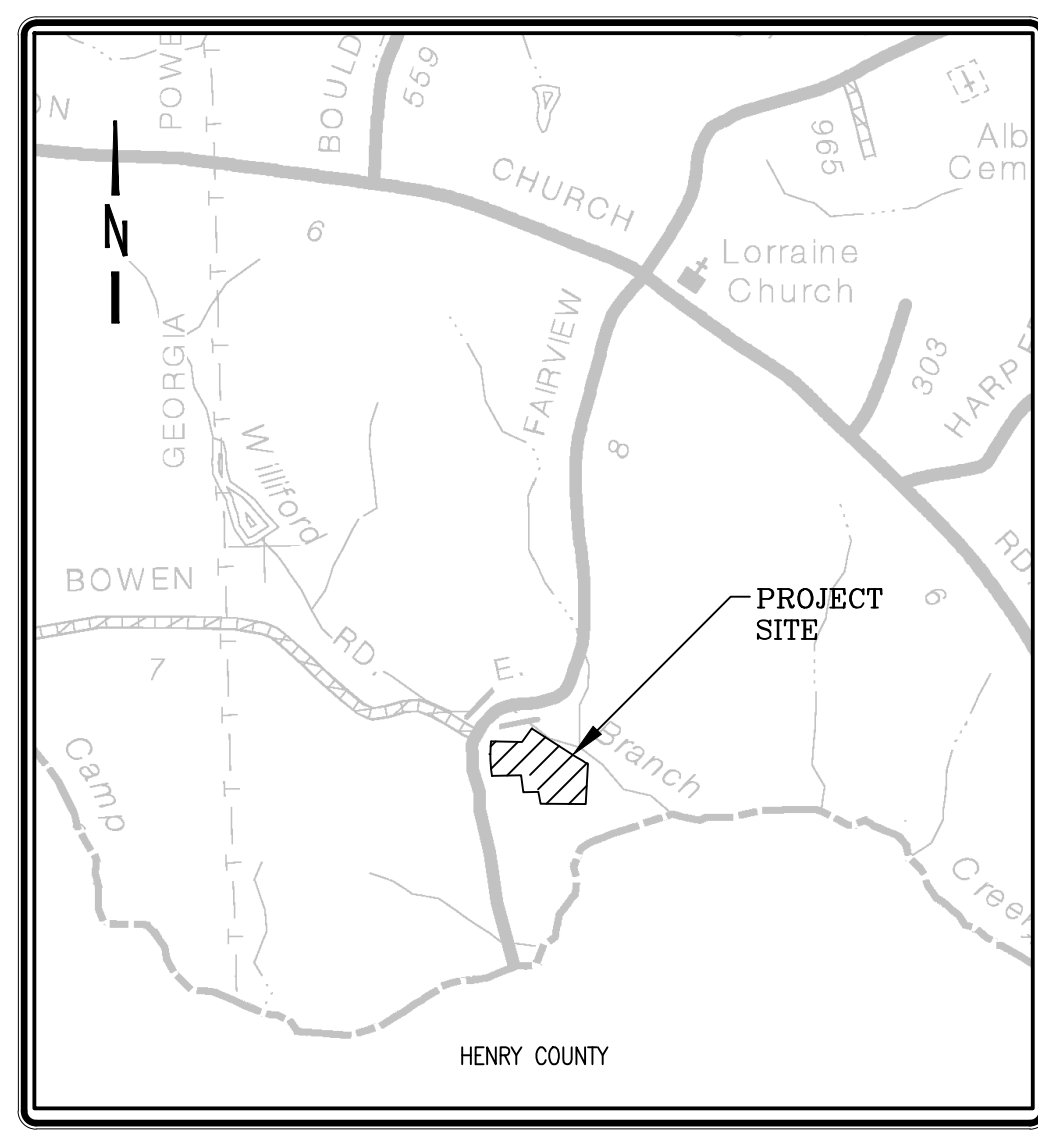 ON
POWE
BOULD
559
965
Alb
Cem
N
6
CHURCH
Lorraine
Church
GEORGIA
FAIRVIEW
303
HARPE
Williford
8
RD.
6
BOWEN
PROJECT
SITE
7
RD.
E.
Branch
Camp
Creek
HENRY COUNTY